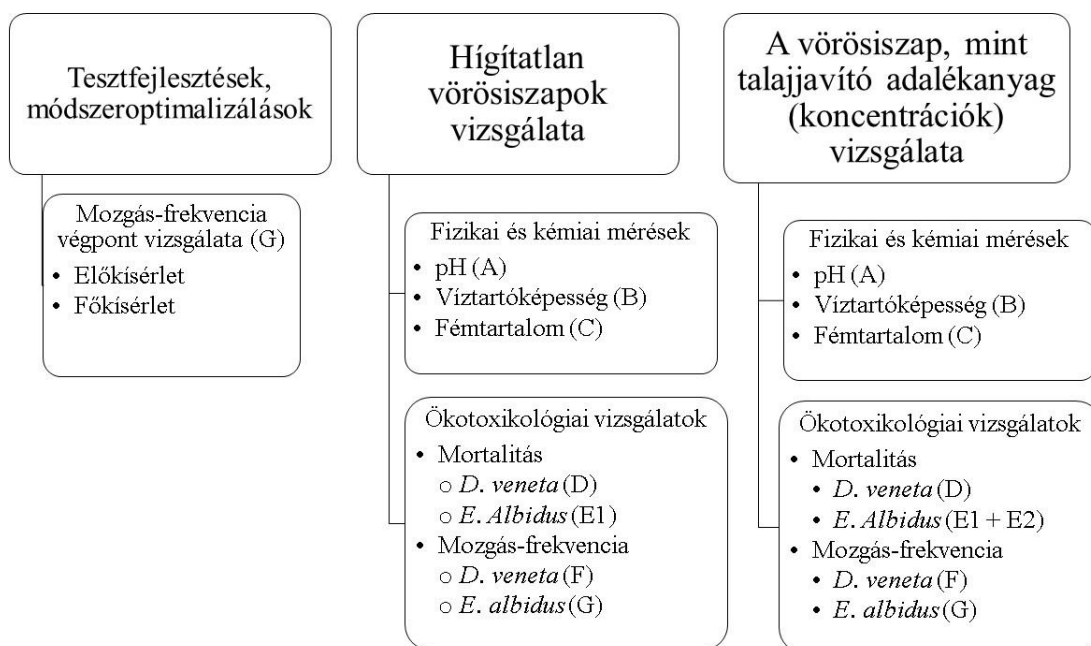 Tesztfejlesztések,
módszeroptimalizálások
Mozgás-frekvencia
végpont vizsgálata (G)
• Előkísérlet
• Főkísérlet
Hígítatlan
vörösiszapok
vizsgálata
Fizikai és kémiai mérések
• pH (A)
• Víztartóképesség (B)
• Fémtartalom (C)
Ökotoxikológiai vizsgálatok
• Mortalitás
○ D. veneta (D)
○ E. Albidus (E1)
• Mozgás-frekvencia
○ D. veneta (F)
○ E. albidus (G)
A vörösiszap, mint
talajjavító adalékanyag
(koncentrációk)
vizsgálata
Fizikai és kémiai mérések
• pH (A)
• Víztartóképesség (B)
• Fémtartalom (C)
Ökotoxikológiai vizsgálatok
• Mortalitás
• D. veneta (D)
• E. Albidus (E1 + E2)
• Mozgás-frekvencia
• D. veneta (F)
• E. albidus (G)